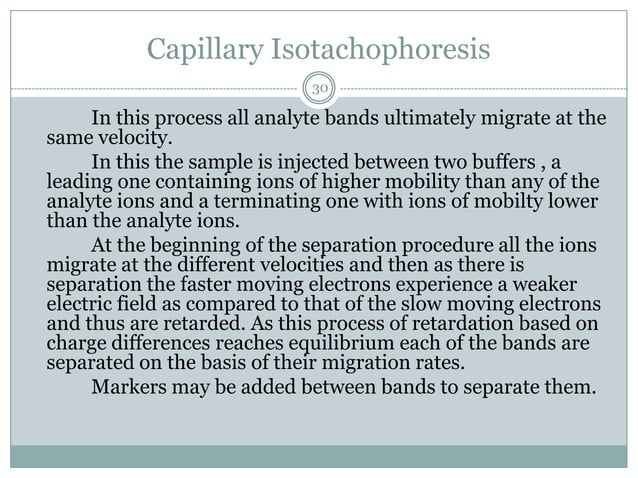 Capillary Isotachophoresis
30
In this process all analyte bands ultimately migrate at the
same velocity.
In this the sample is injected between two buffers , a
leading one containing ions of higher mobility than any of the
analyte ions and a terminating one with ions of mobilty lower
than the analyte ions.
At the beginning of the separation procedure all the ions
migrate at the different velocities and then as there is
separation the faster moving electrons experience a weaker
electric field as compared to that of the slow moving electrons
and thus are retarded. As this process of retardation based on
charge differences reaches equilibrium each of the bands are
separated on the basis of their migration rates.
Markers may be added between bands to separate them.